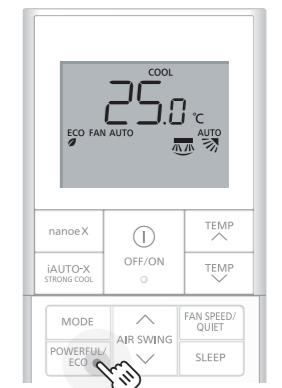 COOL
25.0 °C
ECO FAN AUTO AUTO
nanoe X
OFF/ON
TEMP
iAUTO-X
STRONG COOL
TEMP
MODE
AIR SWING
FAN SPEED/
QUIET
POWERFUL/
ECO
SLEEP